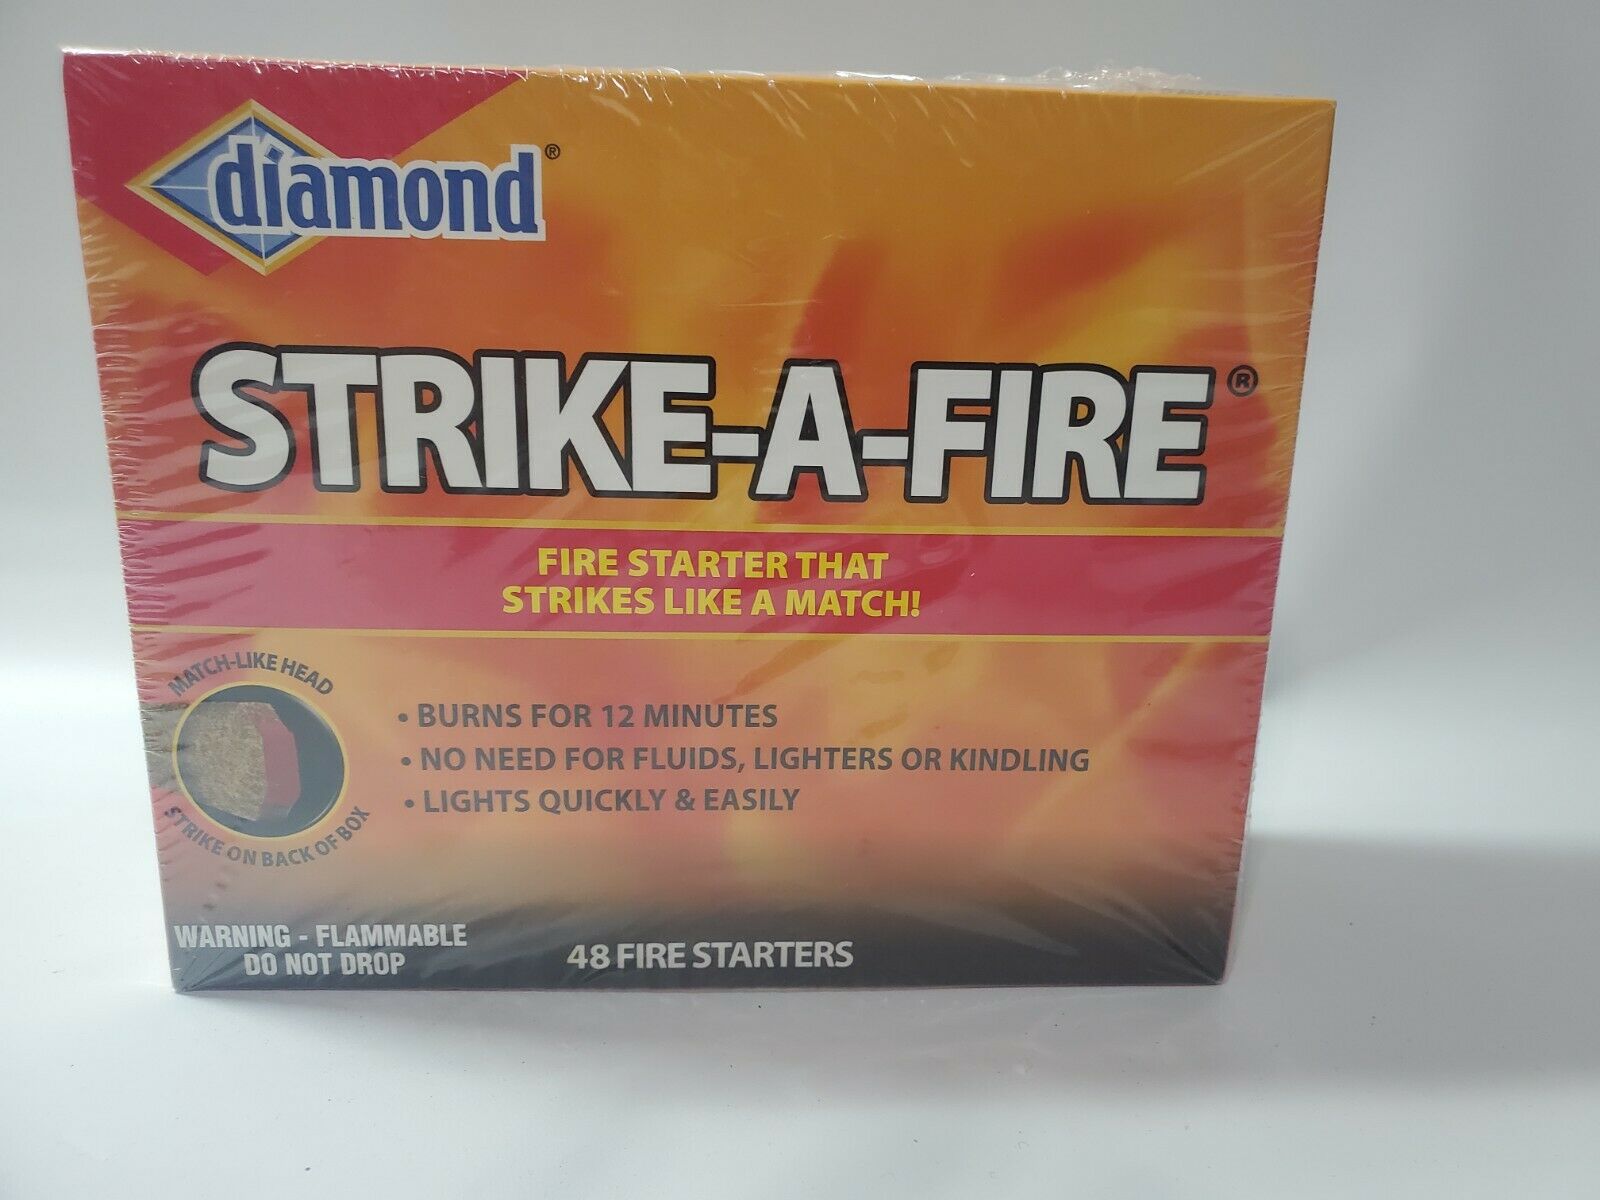 diamond®
STRIKE-A-FIRE®
FIRE STARTER THAT
STRIKES LIKE A MATCH!
MATCH-LIKE HEAD
STRIKE ON BACK OF BOX
• BURNS FOR 12 MINUTES
• NO NEED FOR FLUIDS, LIGHTERS OR KINDLING
• LIGHTS QUICKLY & EASILY
WARNING - FLAMMABLE
DO NOT DROP
48 FIRE STARTERS